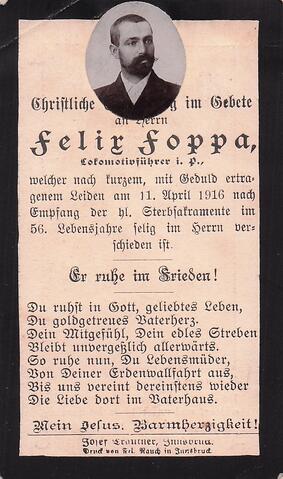 Christliche im Gebete
an Herrn
Felix Foppa,
Lokomotivführer i. P.,
welcher nach kurzem, mit Geduld ertra-
genem Leiden am 11. April 1916 nach
Empfang der hl. Sterbsakramente im
56. Lebensjahre selig im Herrn ver-
schieden ist.
Er ruhe im Frieden!
Du ruhst in Gott, geliebtes Leben,
Du goldgetreues Vaterherz.
Dein Mitgefühl, Dein edles Streben
Bleibt unvergeßlich allerwärts.
So ruhe nun, Du Lebensmüder,
Von Deiner Erdenwallfahrt aus,
Bis uns vereint dereinstens wieder
Die Liebe dort im Vaterhaus.
Mein Jesus, Barmherzigkeit!
Josef Trautner, Innsbruck.
Druck von Fel. Rauch in Innsbruck